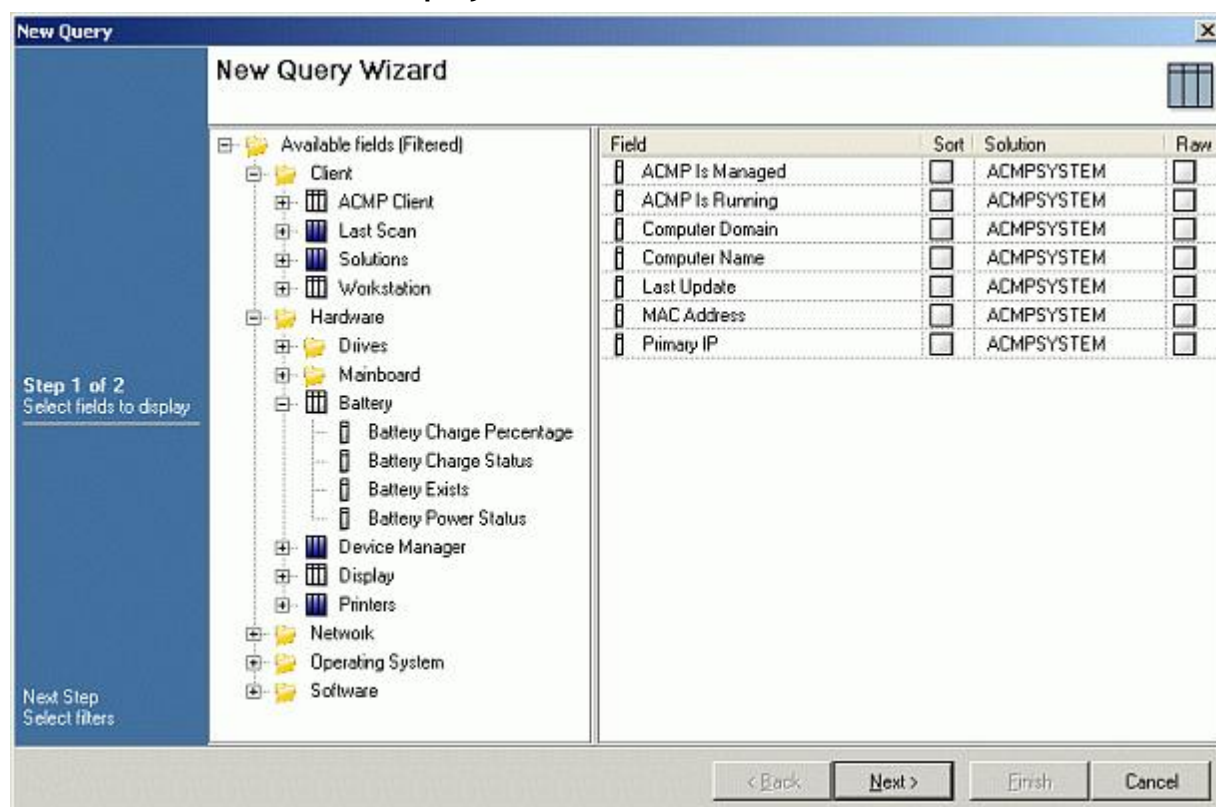 New Query
New Query Wizard
Step 1 of 2
Select fields to display
Next Step
Select filters
Available fields (Filtered)
Client
ACMP Client
Last Scan
Solutions
Workstation
Hardware
Drives
Mainboard
Battery
Battery Charge Percentage
Battery Charge Status
Battery Exists
Battery Power Status
Device Manager
Display
Printers
Network
Operating System
Software
Field Sort Solution Raw
ACMP Is Managed ACMPSYSTEM
ACMP Is Running ACMPSYSTEM
Computer Domain ACMPSYSTEM
Computer Name ACMPSYSTEM
Last Update ACMPSYSTEM
MAC Address ACMPSYSTEM
Primary IP ACMPSYSTEM
< Back Next > Finish Cancel